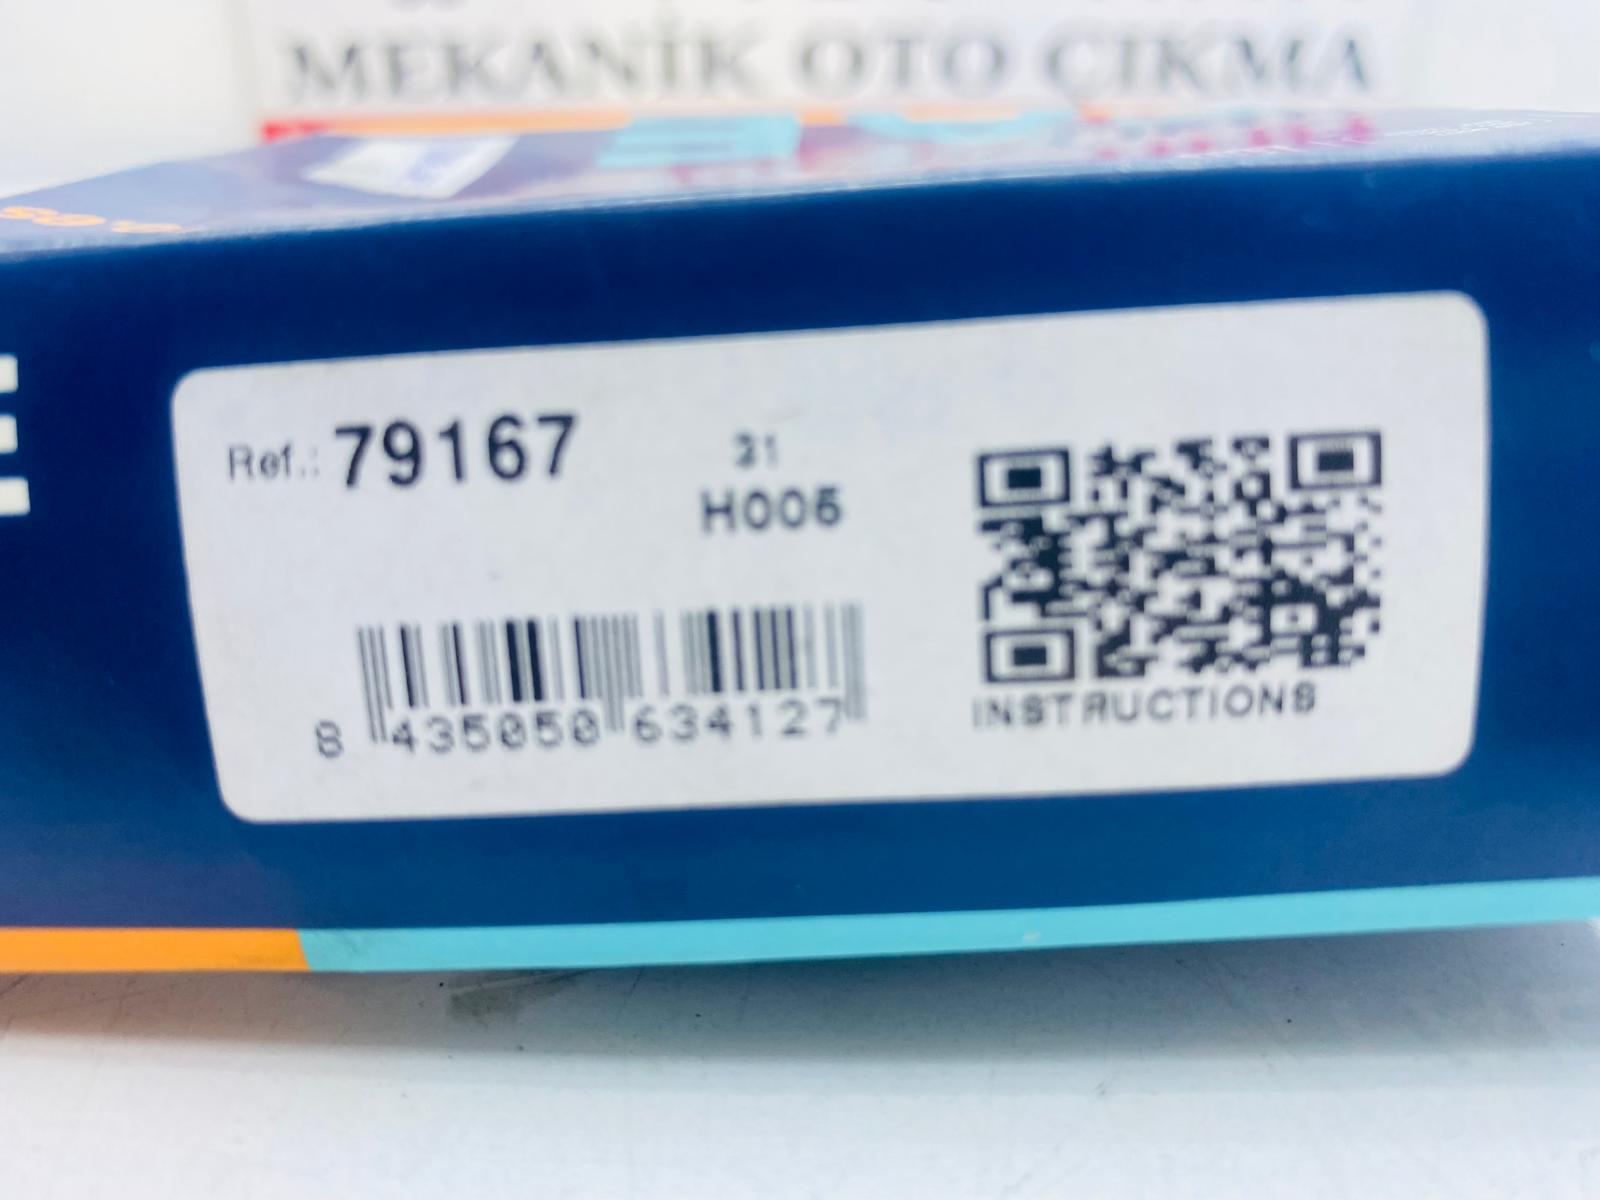 MEKANİK OTO ÇIKMA
Ref.: 79167
21
H005
8 435050 634127
INSTRUCTIONS